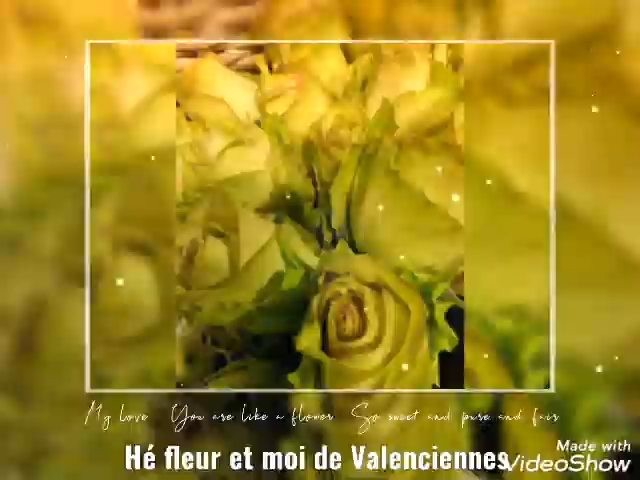 My love You are like a flower So sweet and pure and fair
Hé fleur et moi de Valenciennes
Made with
VideoShow